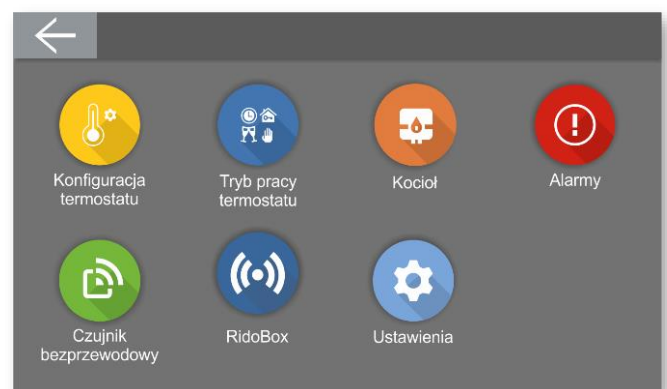 Konfiguracja
termostatu
Tryb pracy
termostatu
Kocioł
Alarmy
Czujnik
bezprzewodowy
RidoBox
Ustawienia